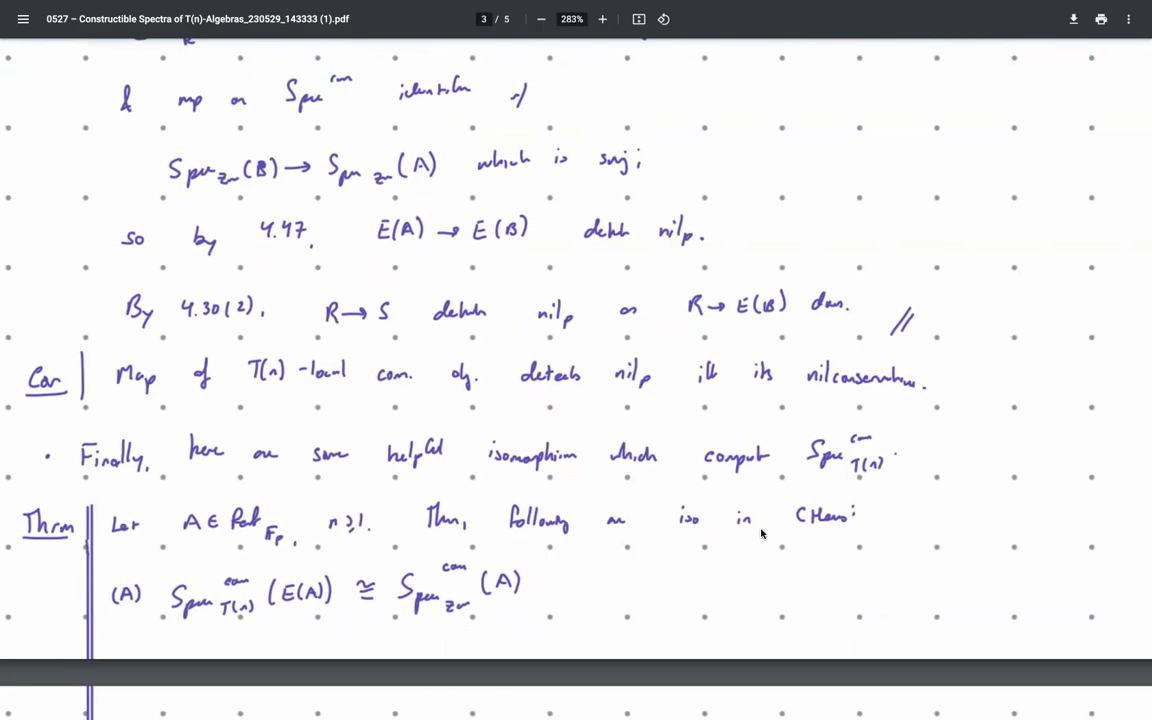 0527 – Constructible Spectra of T(n)-Algebras_230529_143333 (1).pdf
3 / 5
283%
R
& map on Spec^con identifies w/
Spec_Zar(B) → Spec_Zar(A) which is surj;
so by 4.47, E(A) → E(B) detects nilp.
By 4.30(2), R → S detects nilp as R → E(B) does. //
Cor Map of T(n)-local com. alg. detects nilp iff its nilconservative.
• Finally, here are some helpful isomorphism which compute Spec^con_T(n).
Thrm Let A ∈ Perf_Fp, n≥1. Then, following are iso in CHaus:
(A) Spec^con_T(n) (E(A)) ≅ Spec^con_Zar (A)